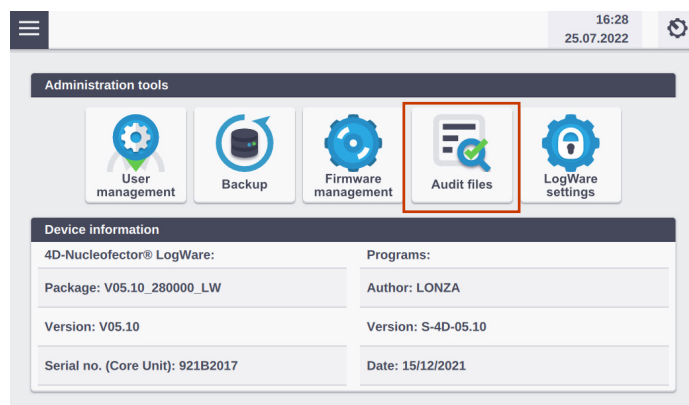 16:28
25.07.2022
Administration tools
User
management
Backup
Firmware
management
Audit files
LogWare
settings
Device information
4D-Nucleofector® LogWare:
Programs:
Package: V05.10_280000_LW
Author: LONZA
Version: V05.10
Version: S-4D-05.10
Serial no. (Core Unit): 921B2017
Date: 15/12/2021